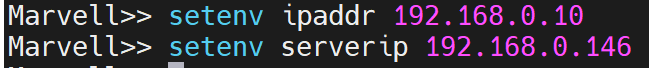 Marvell>> setenv ipaddr 192.168.0.10
Marvell>> setenv serverip 192.168.0.146